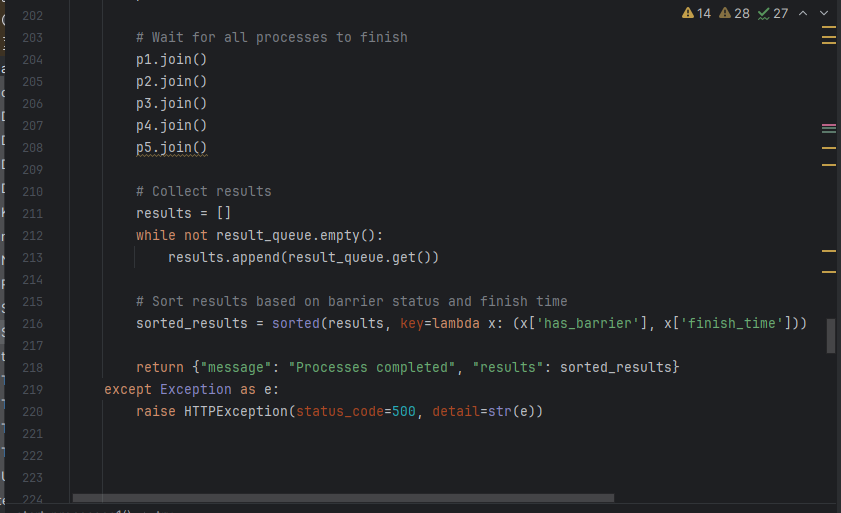 14 28 27
202
203 # Wait for all processes to finish
204 p1.join()
205 p2.join()
206 p3.join()
207 p4.join()
208 p5.join()
209
210 # Collect results
211 results = []
212 while not result_queue.empty():
213 results.append(result_queue.get())
214
215 # Sort results based on barrier status and finish time
216 sorted_results = sorted(results, key=lambda x: (x['has_barrier'], x['finish_time']))
217
218 return {"message": "Processes completed", "results": sorted_results}
219 except Exception as e:
220 raise HTTPException(status_code=500, detail=str(e))
221
222
223
224